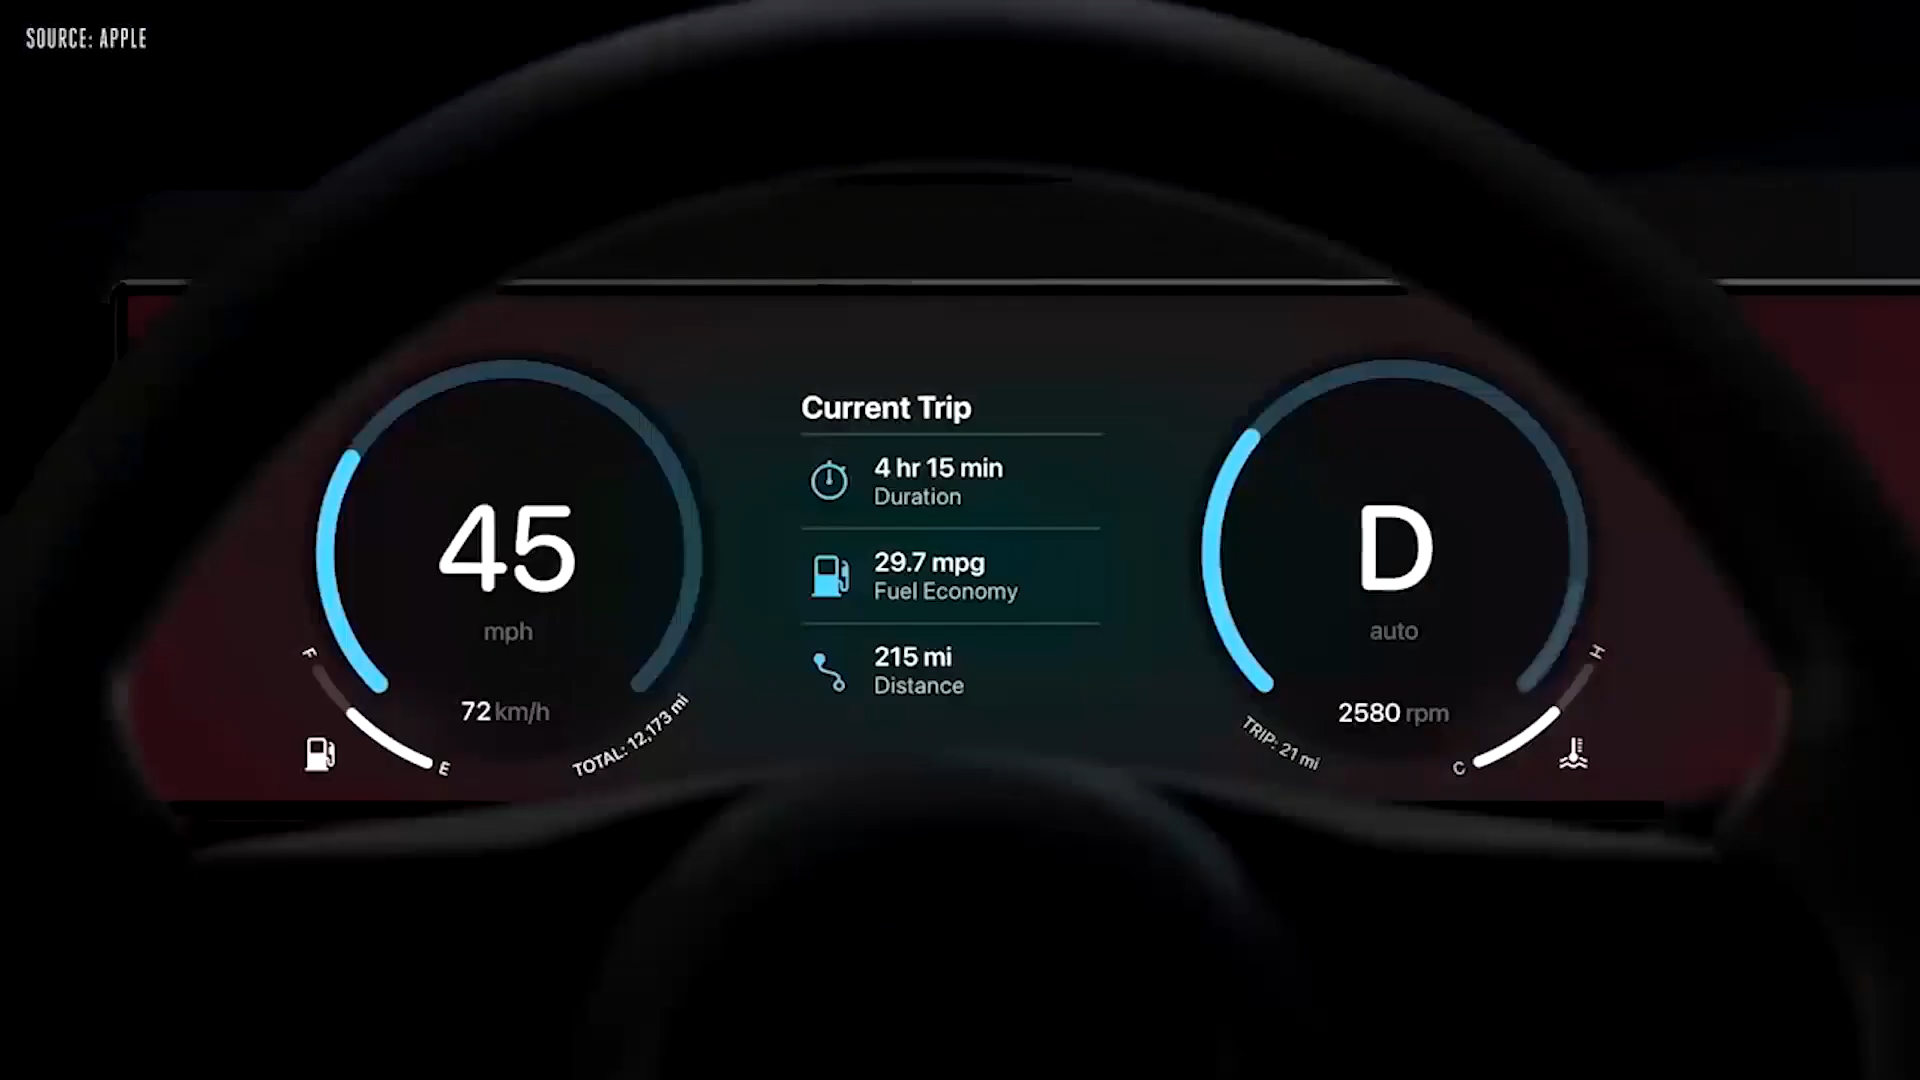 SOURCE: APPLE
45
mph
72 km/h
F
E
TOTAL: 12,173 mi
Current Trip
4 hr 15 min
Duration
29.7 mpg
Fuel Economy
215 mi
Distance
D
auto
2580 rpm
TRIP: 21 mi
C
H